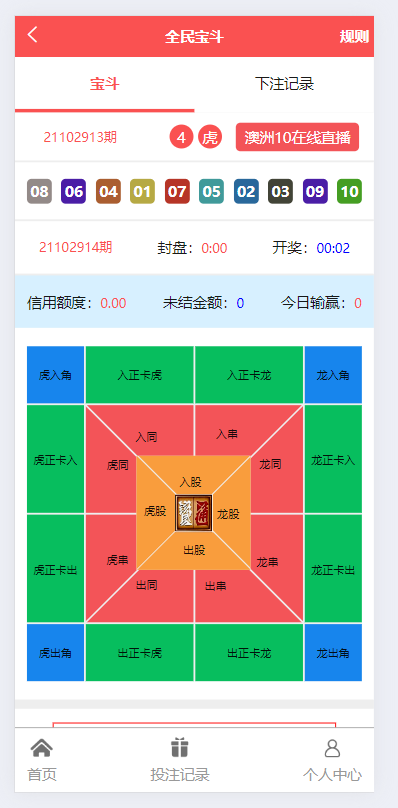 全民宝斗 规则
宝斗 下注记录
21102913期 4 虎 澳洲10在线直播
08 06 04 01 07 05 02 03 09 10
21102914期 封盘：0:00 开奖：00:02
信用额度：0.00 未结金额：0 今日输赢：0
虎入角 入正卡虎 入正卡龙 龙入角
入同 入串
虎正卡入 虎同 龙同 龙正卡入
入股
虎股 龙股
出股
虎正卡出 虎串 龙串 龙正卡出
出同 出串
虎出角 出正卡虎 出正卡龙 龙出角
首页 投注记录 个人中心